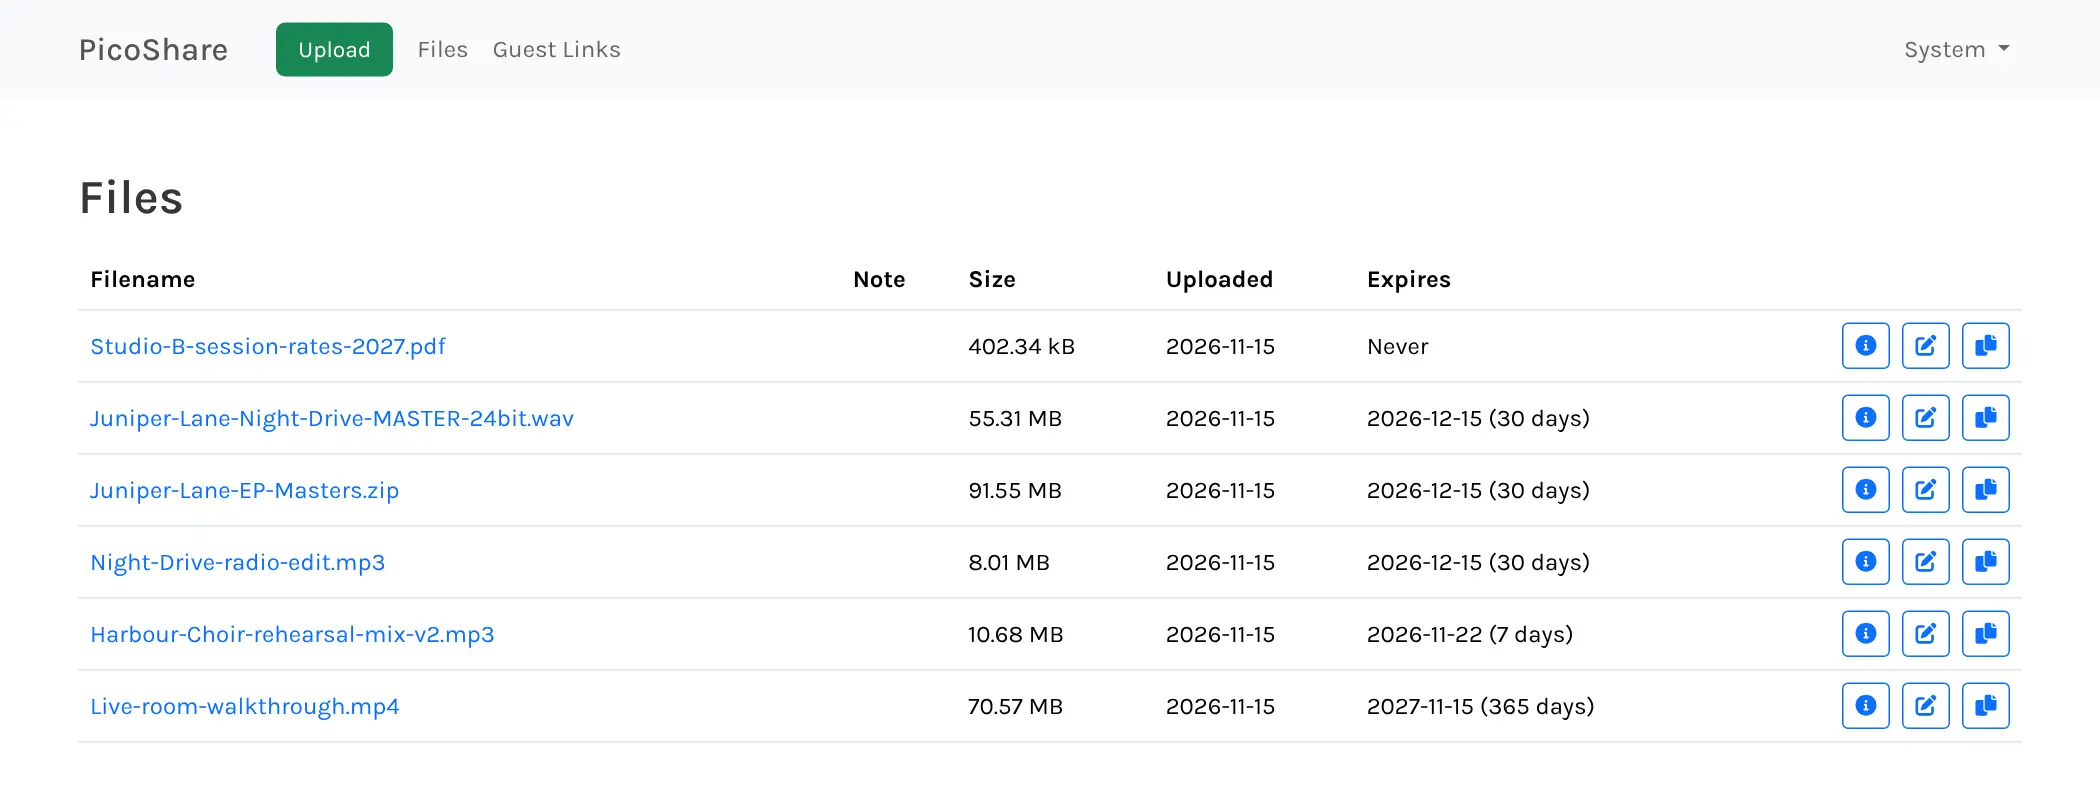 PicoShare Upload Files Guest Links System
Files
Filename Note Size Uploaded Expires
Studio-B-session-rates-2027.pdf 402.34 kB 2026-11-15 Never
Juniper-Lane-Night-Drive-MASTER-24bit.wav 55.31 MB 2026-11-15 2026-12-15 (30 days)
Juniper-Lane-EP-Masters.zip 91.55 MB 2026-11-15 2026-12-15 (30 days)
Night-Drive-radio-edit.mp3 8.01 MB 2026-11-15 2026-12-15 (30 days)
Harbour-Choir-rehearsal-mix-v2.mp3 10.68 MB 2026-11-15 2026-11-22 (7 days)
Live-room-walkthrough.mp4 70.57 MB 2026-11-15 2027-11-15 (365 days)